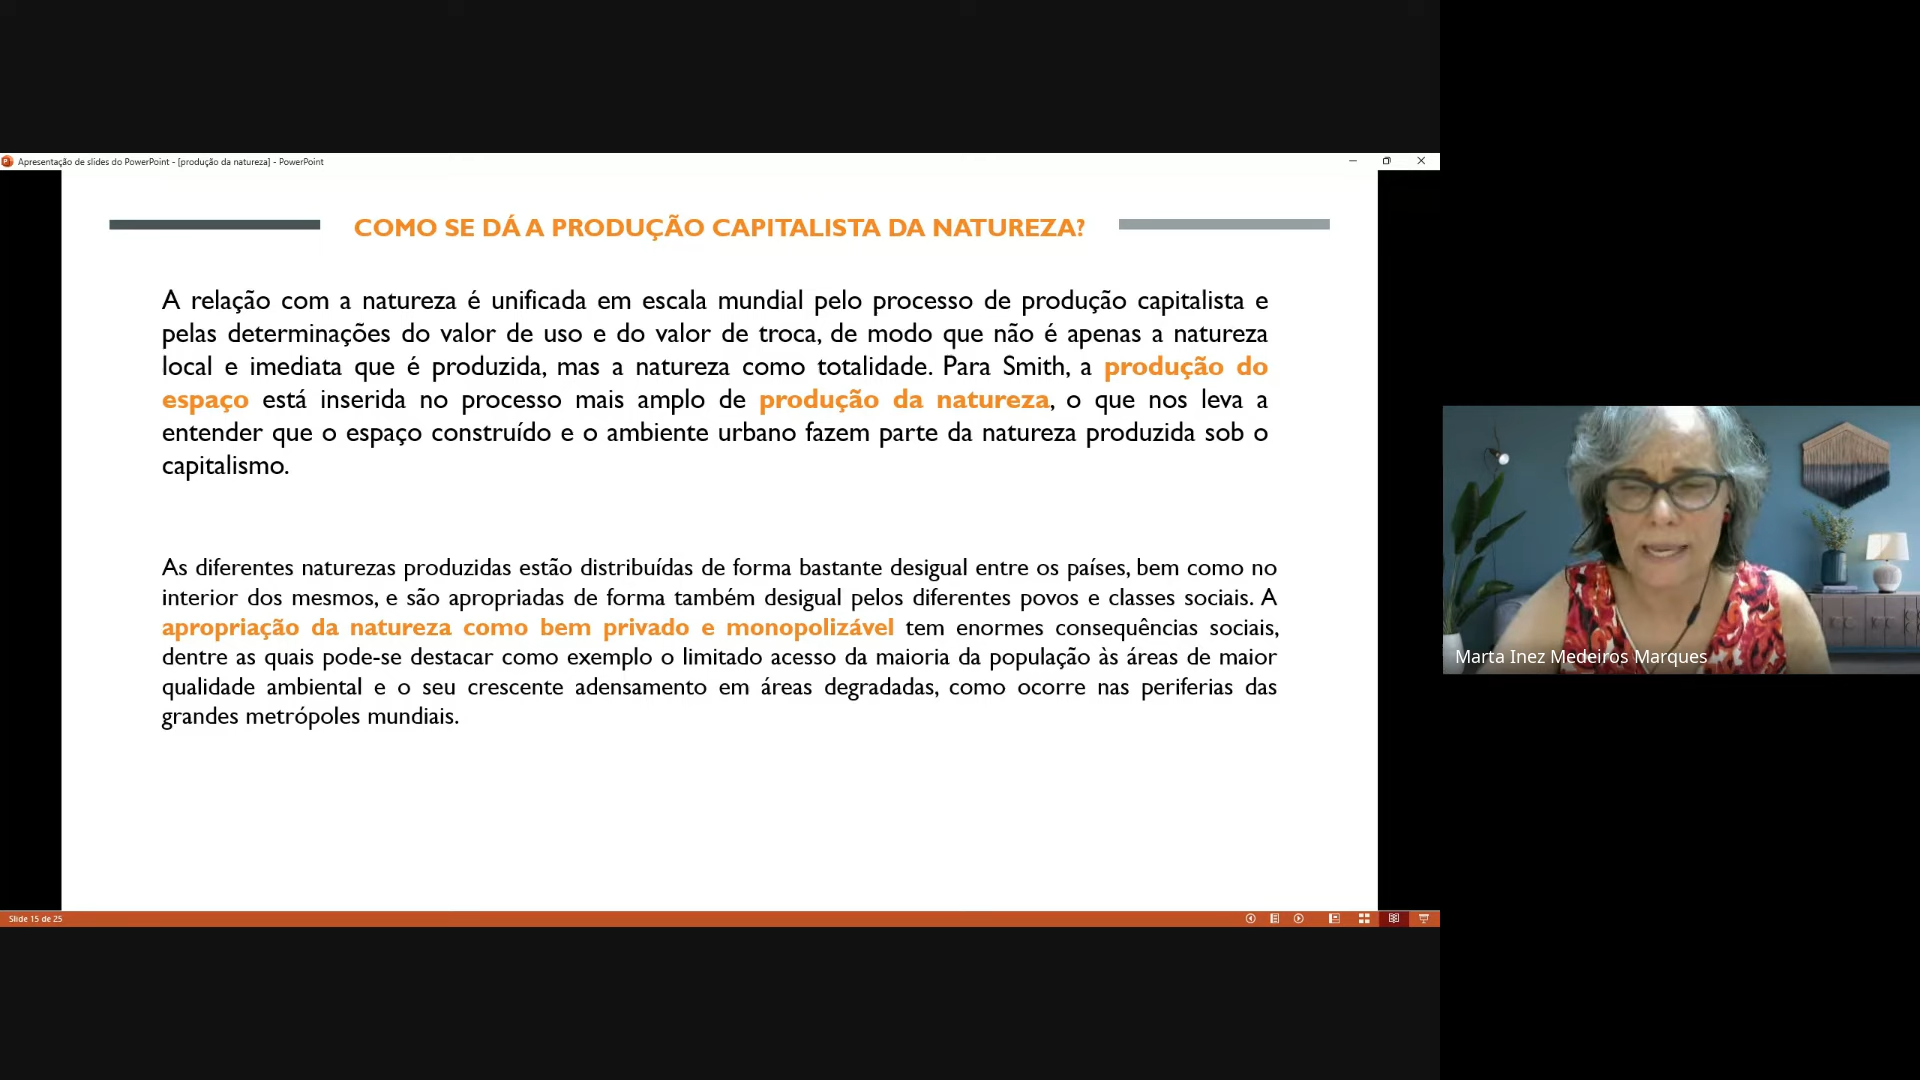 Apresentação de slides do PowerPoint - [produção da natureza] - PowerPoint
COMO SE DÁ A PRODUÇÃO CAPITALISTA DA NATUREZA?
A relação com a natureza é unificada em escala mundial pelo processo de produção capitalista e
pelas determinações do valor de uso e do valor de troca, de modo que não é apenas a natureza
local e imediata que é produzida, mas a natureza como totalidade. Para Smith, a produção do
espaço está inserida no processo mais amplo de produção da natureza, o que nos leva a
entender que o espaço construído e o ambiente urbano fazem parte da natureza produzida sob o
capitalismo.
As diferentes naturezas produzidas estão distribuídas de forma bastante desigual entre os países, bem como no
interior dos mesmos, e são apropriadas de forma também desigual pelos diferentes povos e classes sociais. A
apropriação da natureza como bem privado e monopolizável tem enormes consequências sociais,
dentre as quais pode-se destacar como exemplo o limitado acesso da maioria da população às áreas de maior
qualidade ambiental e o seu crescente adensamento em áreas degradadas, como ocorre nas periferias das
grandes metrópoles mundiais.
Slide 15 de 25
Marta Inez Medeiros Marques